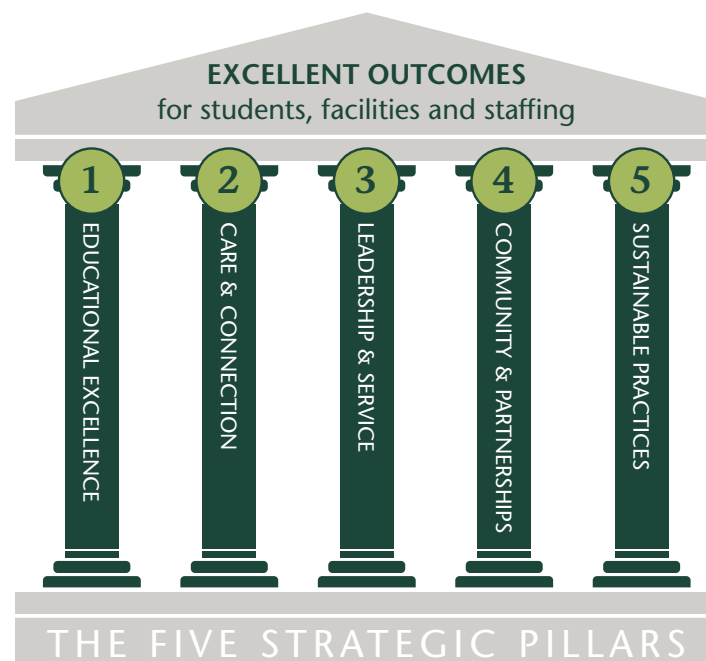 EXCELLENT OUTCOMES
for students, facilities and staffing
1
EDUCATIONAL EXCELLENCE
2
CARE & CONNECTION
3
LEADERSHIP & SERVICE
4
COMMUNITY & PARTNERSHIPS
5
SUSTAINABLE PRACTICES
THE FIVE STRATEGIC PILLARS